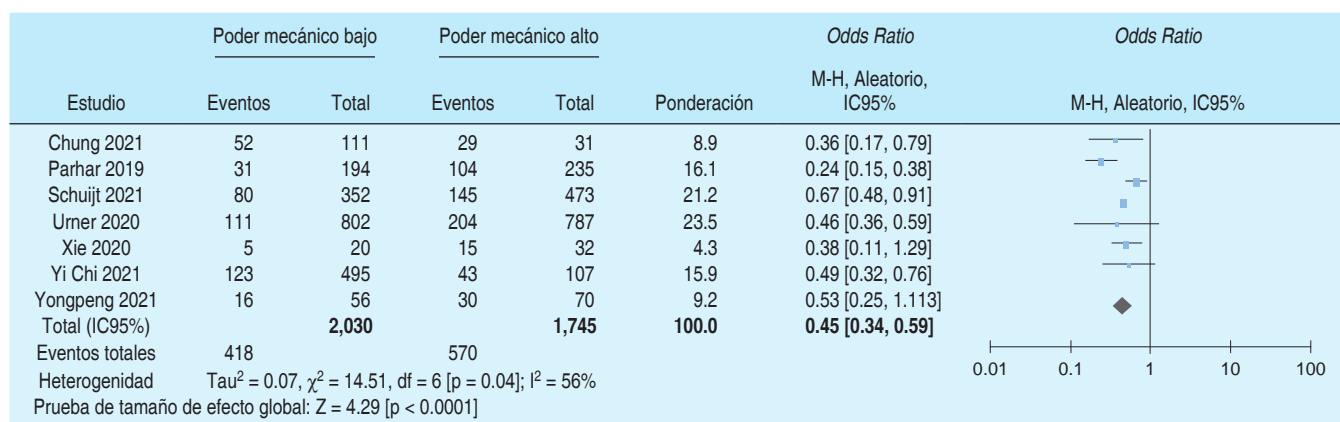 Poder mecánico bajo Poder mecánico alto Odds Ratio Odds Ratio
Estudio Eventos Total Eventos Total Ponderación M-H, Aleatorio, IC95% M-H, Aleatorio, IC95%
Chung 2021 52 111 29 31 8.9 0.36 [0.17, 0.79]
Parhar 2019 31 194 104 235 16.1 0.24 [0.15, 0.38]
Schuijt 2021 80 352 145 473 21.2 0.67 [0.48, 0.91]
Urner 2020 111 802 204 787 23.5 0.46 [0.36, 0.59]
Xie 2020 5 20 15 32 4.3 0.38 [0.11, 1.29]
Yi Chi 2021 123 495 43 107 15.9 0.49 [0.32, 0.76]
Yongpeng 2021 16 56 30 70 9.2 0.53 [0.25, 1.113]
Total (IC95%) 2,030 1,745 100.0 0.45 [0.34, 0.59]
Eventos totales 418 570
0.01 0.1 1 10 100
Heterogenidad Tau² = 0.07, χ² = 14.51, df = 6 [p = 0.04]; I² = 56%
Prueba de tamaño de efecto global: Z = 4.29 [p < 0.0001]